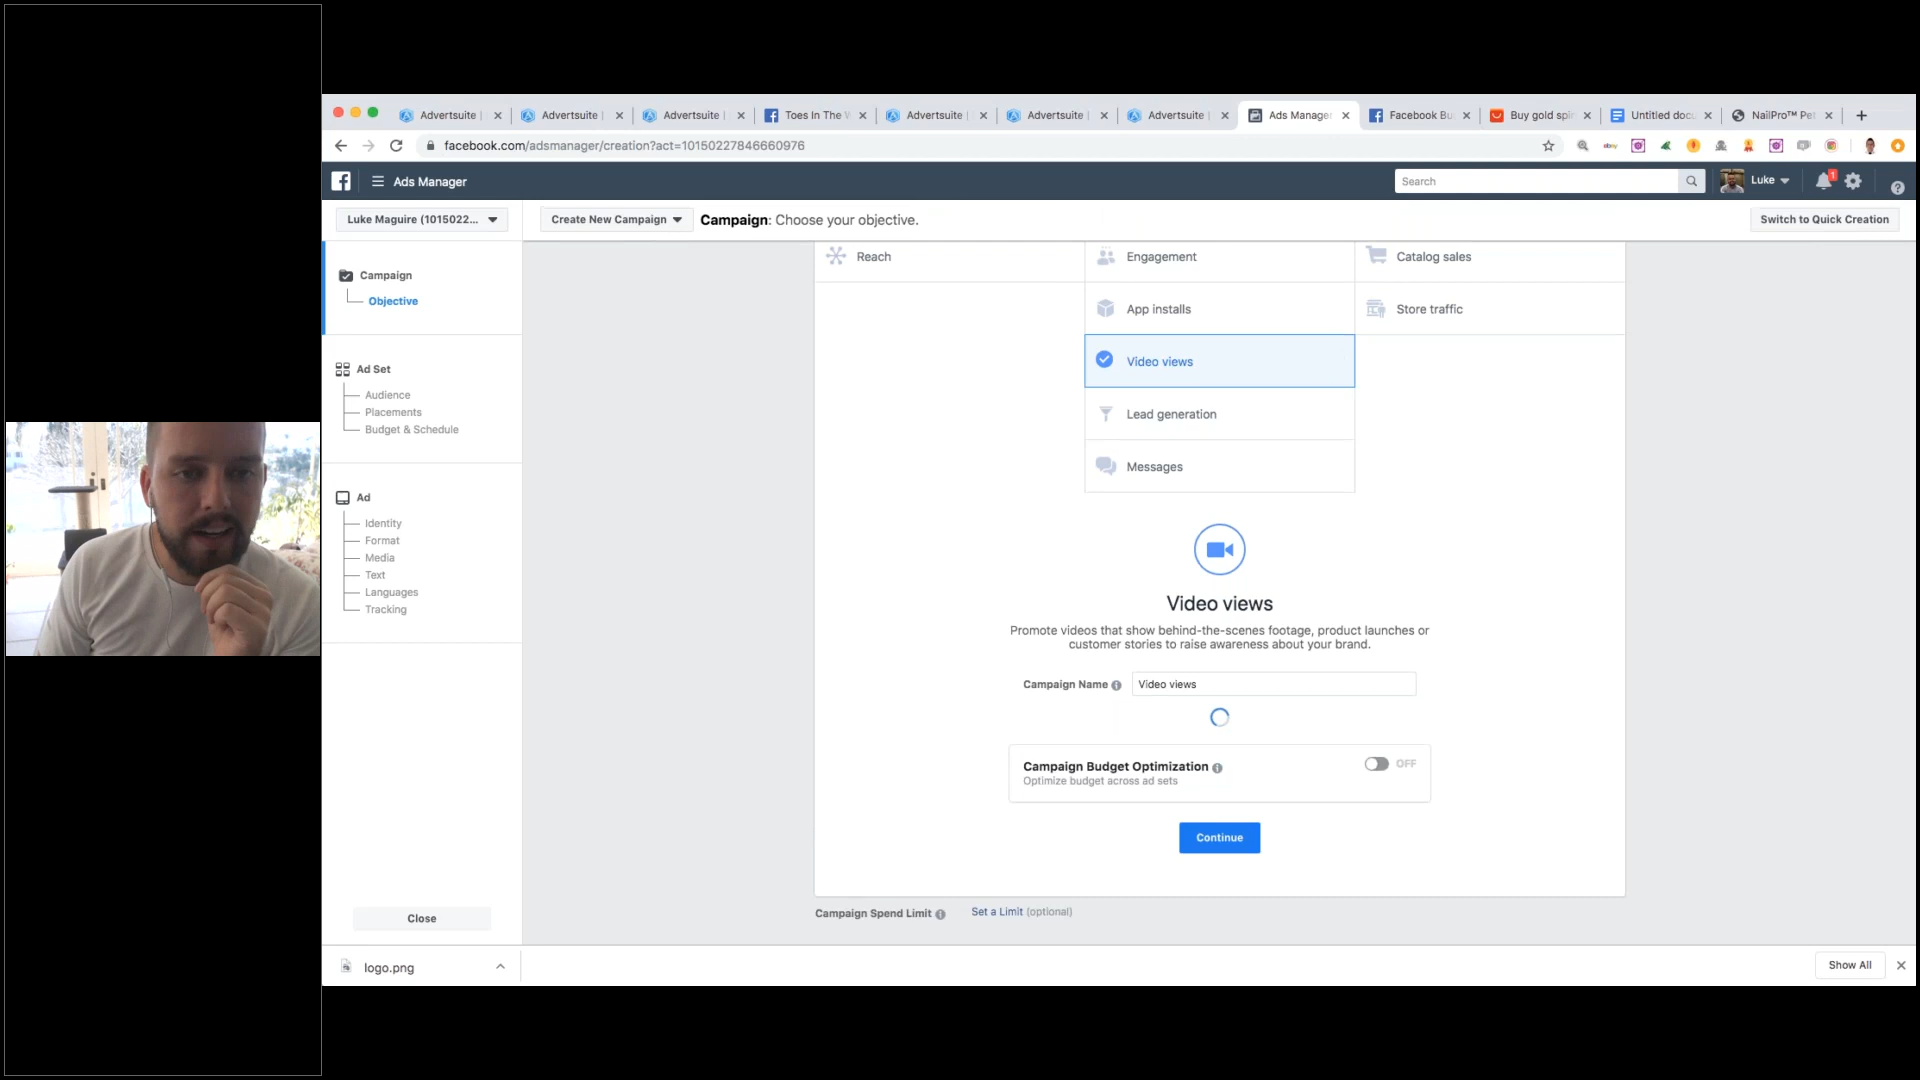 Advertsuite |
Advertsuite |
Advertsuite |
Toes In The
Advertsuite |
Advertsuite |
Advertsuite |
Ads Manager
Facebook Bu
Buy gold spin
Untitled docu
NailPro™ Pet
facebook.com/adsmanager/creation?act=10150227846660976
ebay
Ads Manager
Search
Luke
1
Luke Maguire (1015022...
Create New Campaign
Campaign: Choose your objective.
Switch to Quick Creation
Campaign
Objective
Ad Set
Audience
Placements
Budget & Schedule
Ad
Identity
Format
Media
Text
Languages
Tracking
Close
Reach
Engagement
Catalog sales
App installs
Store traffic
Video views
Lead generation
Messages
Video views
Promote videos that show behind-the-scenes footage, product launches or
customer stories to raise awareness about your brand.
Campaign Name
Video views
Campaign Budget Optimization
OFF
Optimize budget across ad sets
Continue
Campaign Spend Limit
Set a Limit (optional)
logo.png
Show All